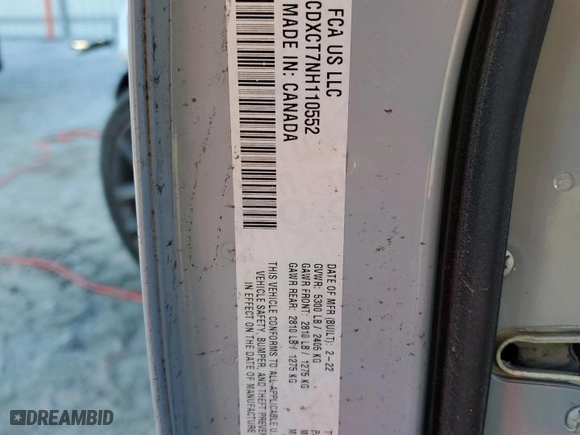 FCA US LLC
CDXCT7NH110552
MADE IN: CANADA
DATE OF MFR (BUILT): 2-22
GVWR: 5300 LB / 2405 KG
GAWR FRONT: 2810 LB / 1275 KG
GAWR REAR: 2810 LB / 1275 KG
THIS VEHICLE CONFORMS TO ALL APPLICABLE U.
VEHICLE SAFETY, BUMPER, AND THEFT PREVEN
IN EFFECT ON THE DATE OF MANUFACTURE
DREAMBID